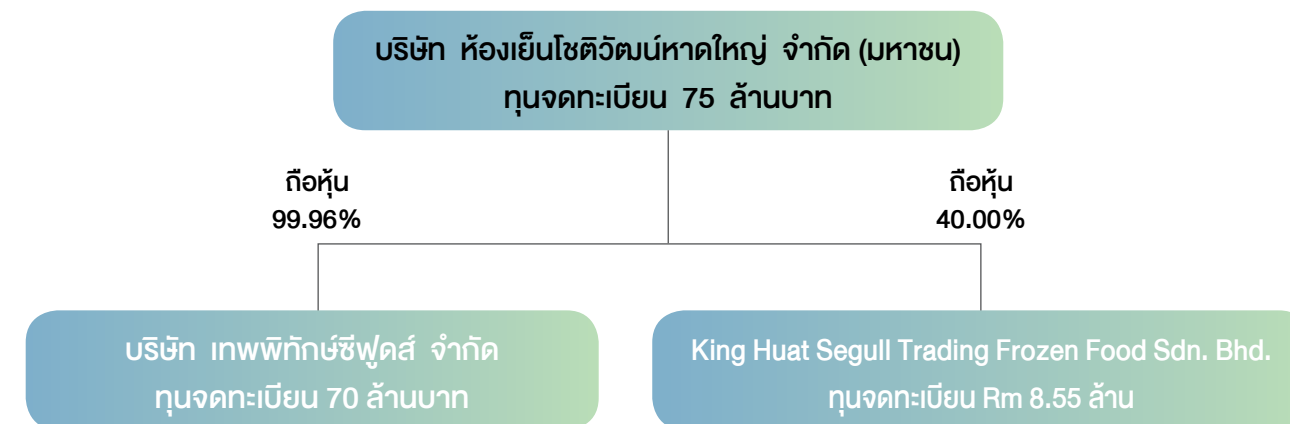 บริษัท ห้องเย็นโชติวัฒน์หาดใหญ่ จำกัด (มหาชน)
ทุนจดทะเบียน 75 ล้านบาท
ถือหุ้น
99.96%
ถือหุ้น
40.00%
บริษัท เทพพิทักษ์ซีฟูดส์ จำกัด
ทุนจดทะเบียน 70 ล้านบาท
King Huat Segull Trading Frozen Food Sdn. Bhd.
ทุนจดทะเบียน Rm 8.55 ล้าน